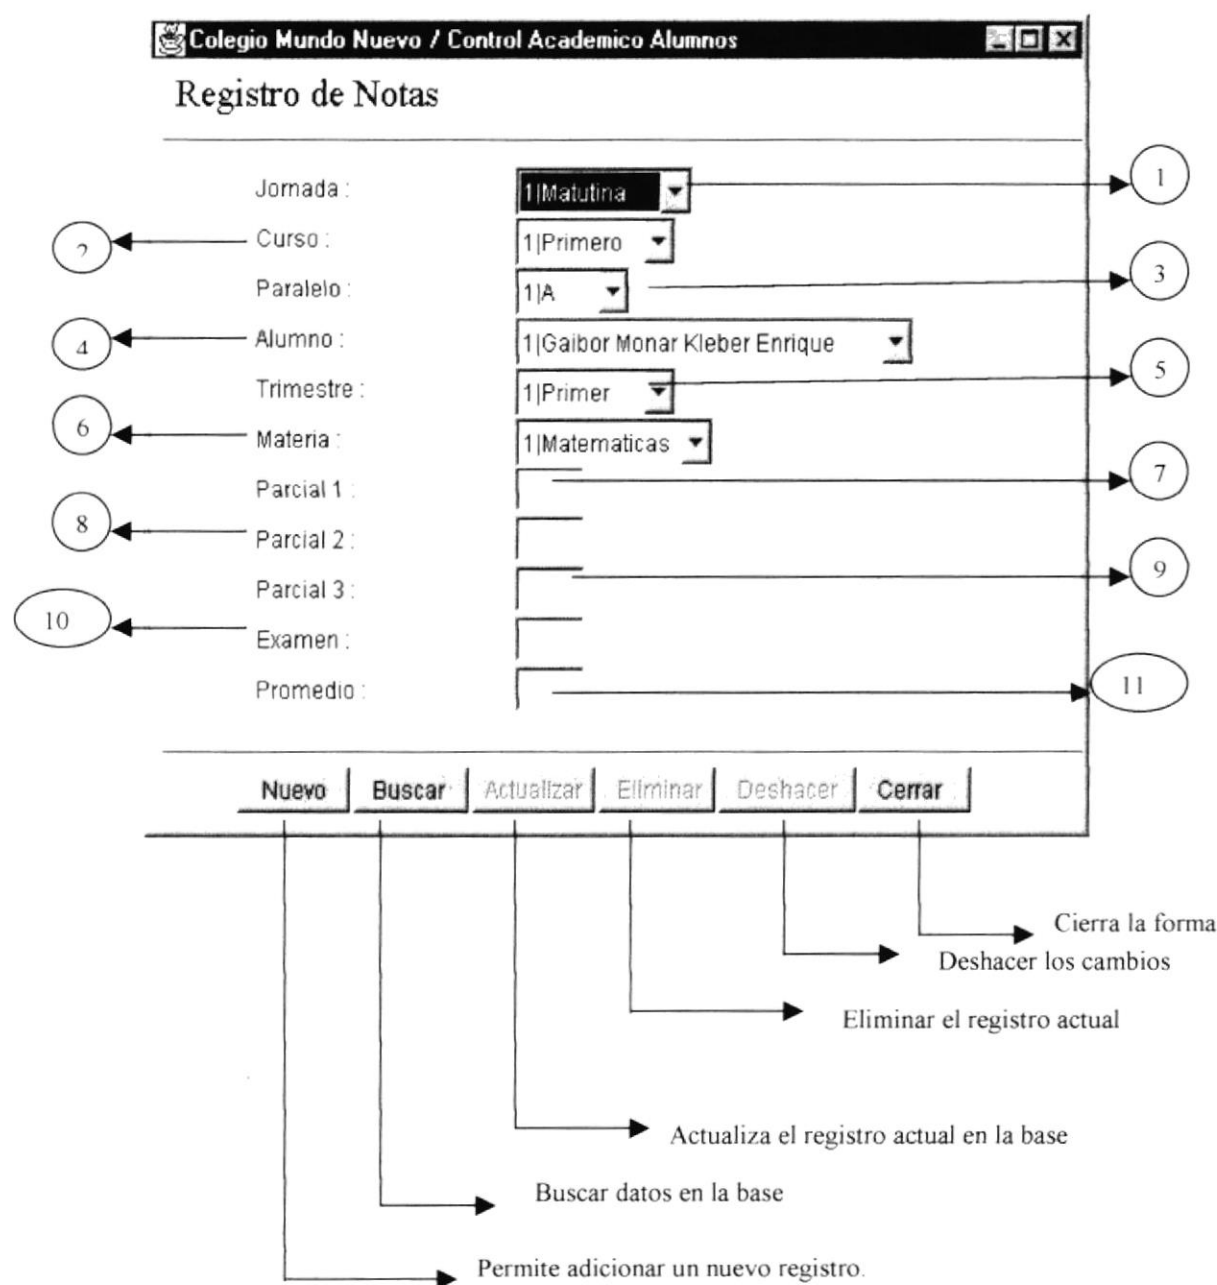 Colegio Mundo Nuevo / Control Academico Alumnos
Registro de Notas
Jornada : 1|Matutina 1
2 Curso : 1|Primero
Paralelo : 1|A 3
4 Alumno : 1|Gaibor Monar Kleber Enrique
Trimestre : 1|Primer 5
6 Materia : 1|Matematicas
Parcial 1 : 7
8 Parcial 2 :
Parcial 3 : 9
10 Examen :
Promedio : 11
Nuevo Buscar Actualizar Eliminar Deshacer Cerrar
Cierra la forma
Deshacer los cambios
Eliminar el registro actual
Actualiza el registro actual en la base
Buscar datos en la base
Permite adicionar un nuevo registro.